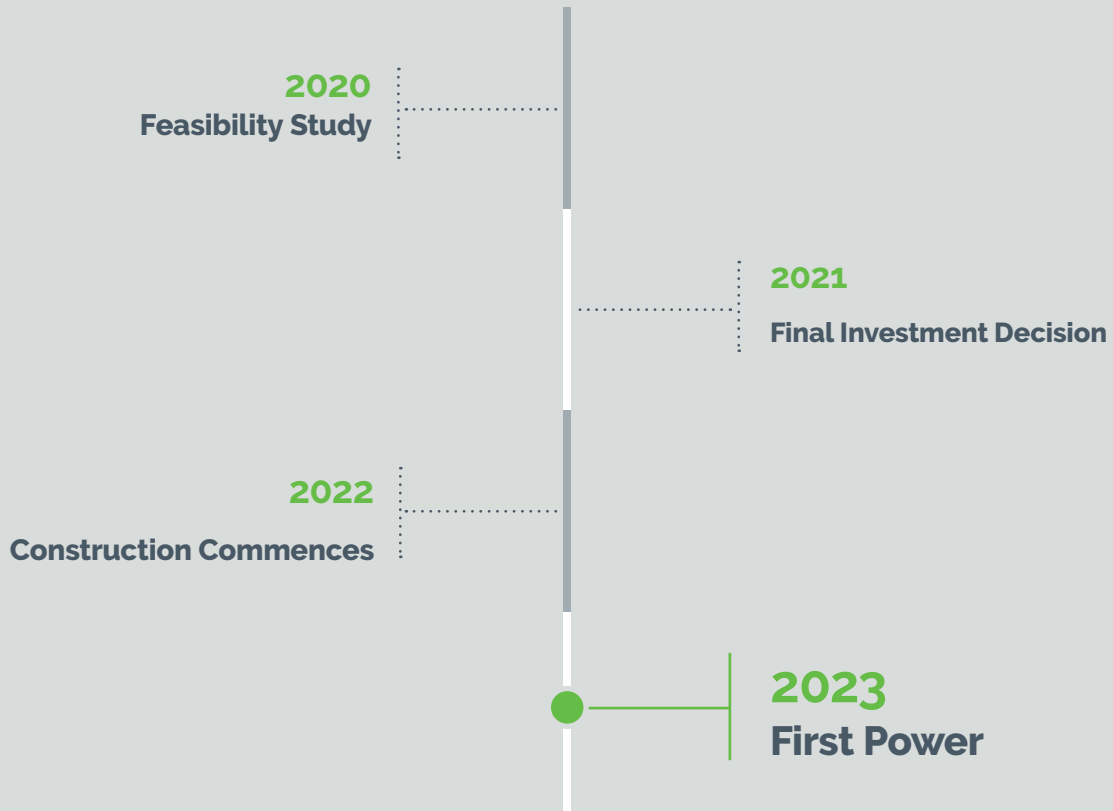 2020
Feasibility Study
2021
Final Investment Decision
2022
Construction Commences
2023
First Power